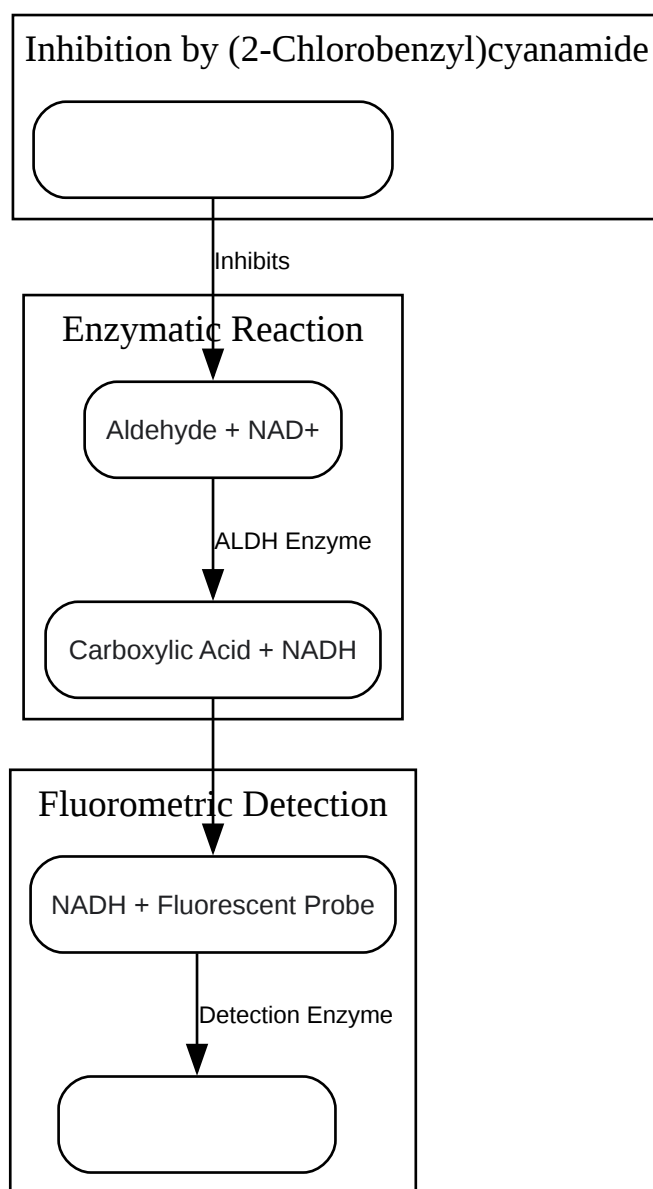 Inhibition by (2-Chlorobenzyl)cyanamide
Inhibits
Enzymatic Reaction
Aldehyde + NAD+
ALDH Enzyme
Carboxylic Acid + NADH
Fluorometric Detection
NADH + Fluorescent Probe
Detection Enzyme